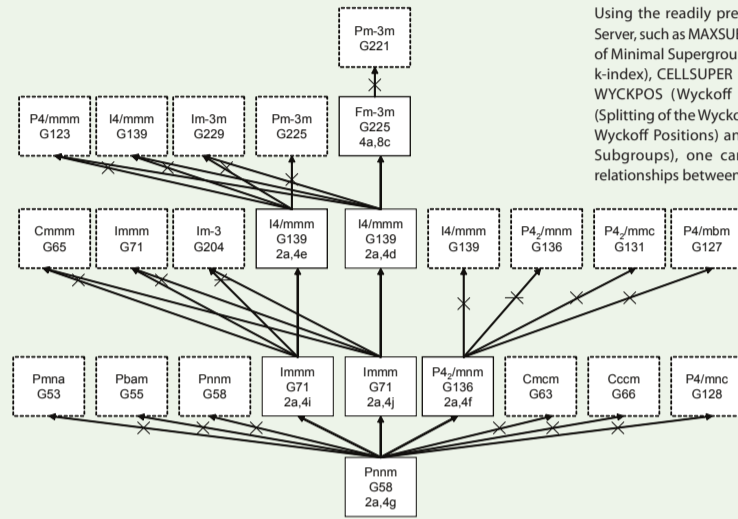 Using the readily pre
Server, such as MAXSUE
of Minimal Supergroup
k-index), CELLSUPER
WYCKPOS (Wyckoff
(Splitting of the Wycko
Wyckoff Positions) an
Subgroups), one can
relationships between
Pm-3m
G221
P4/mmm
G123
I4/mmm
G139
Im-3m
G229
Pm-3m
G225
Fm-3m
G225
4a,8c
Cmmm
G65
Immm
G71
Im-3
G204
I4/mmm
G139
2a,4e
I4/mmm
G139
2a,4d
I4/mmm
G139
P4₂/mnm
G136
P4₂/mmc
G131
P4/mbm
G127
Pmna
G53
Pbam
G55
Pnnm
G58
Immm
G71
2a,4i
Immm
G71
2a,4j
P4₂/mnm
G136
2a,4f
Cmcm
G63
Cccm
G66
P4/mnc
G128
Pnnm
G58
2a,4g